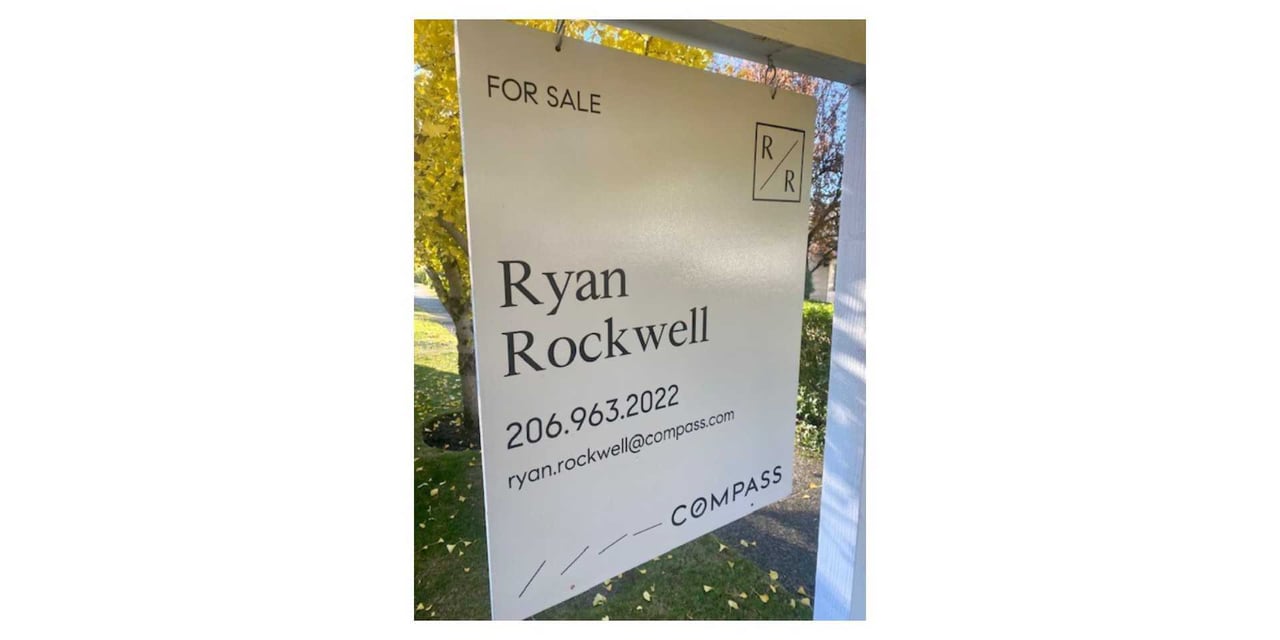 FOR SALE
R/R
Ryan
Rockwell
206.963.2022
ryan.rockwell@compass.com
COMPASS